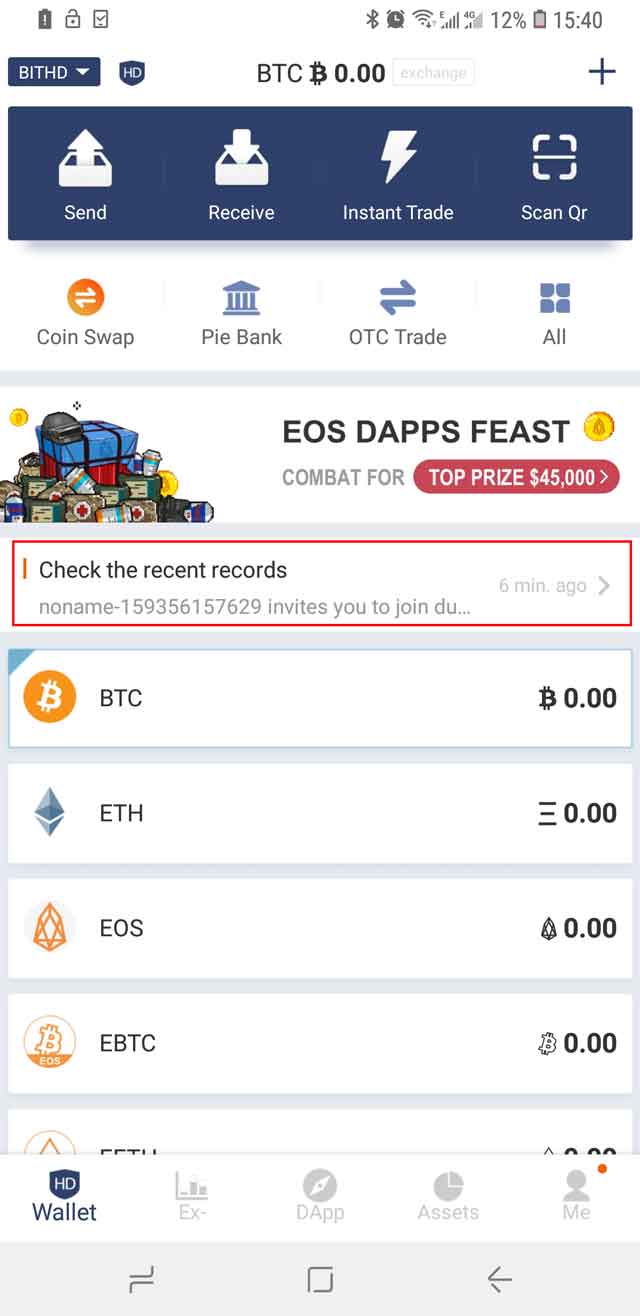 E 4G 12% 15:40
BITHD HD BTC ₿ 0.00 exchange
Send Receive Instant Trade Scan Qr
Coin Swap Pie Bank OTC Trade All
EOS DAPPS FEAST
COMBAT FOR TOP PRIZE $45,000
Check the recent records
6 min. ago
noname-159356157629 invites you to join du...
BTC ₿ 0.00
ETH Ξ 0.00
EOS 0.00
EOS
EBTC ₿ 0.00
HD
Wallet Ex- DApp Assets Me